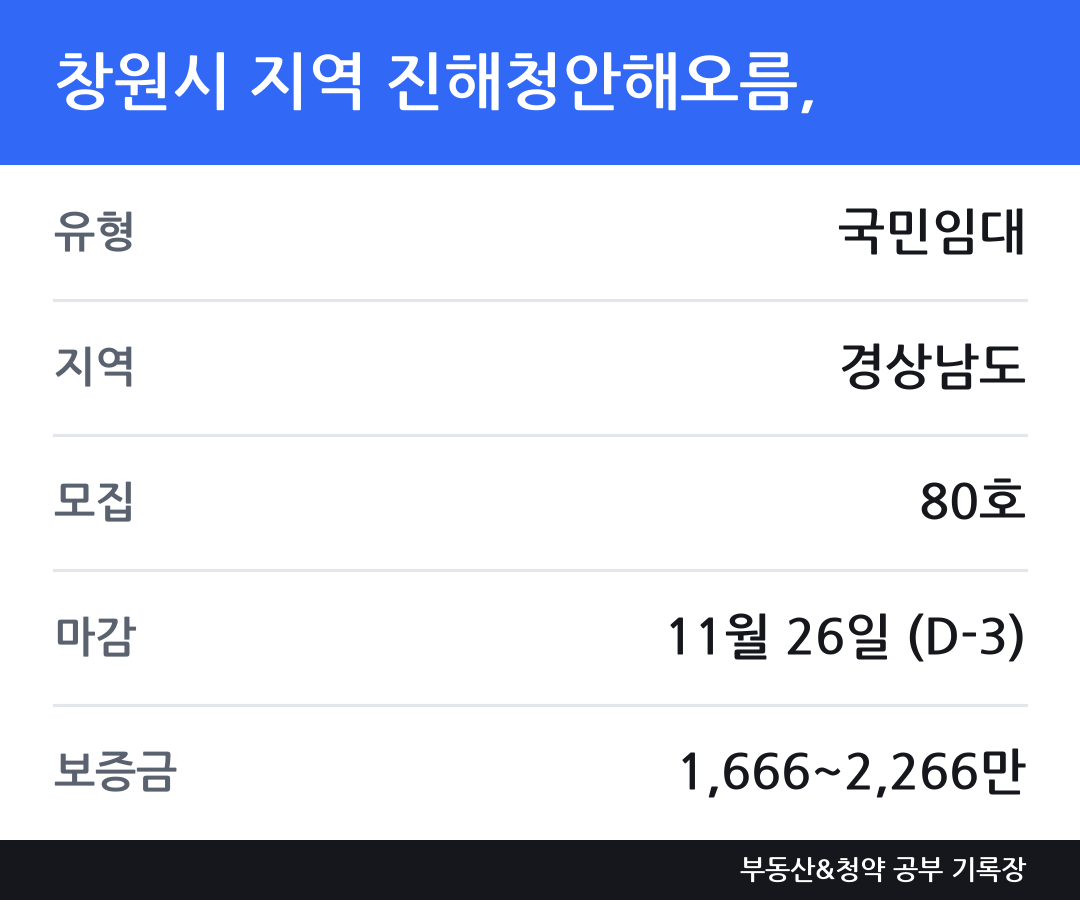 창원시 지역 진해청안해오름,
유형 국민임대
지역 경상남도
모집 80호
마감 11월 26일 (D-3)
보증금 1,666~2,266만
부동산&청약 공부 기록장